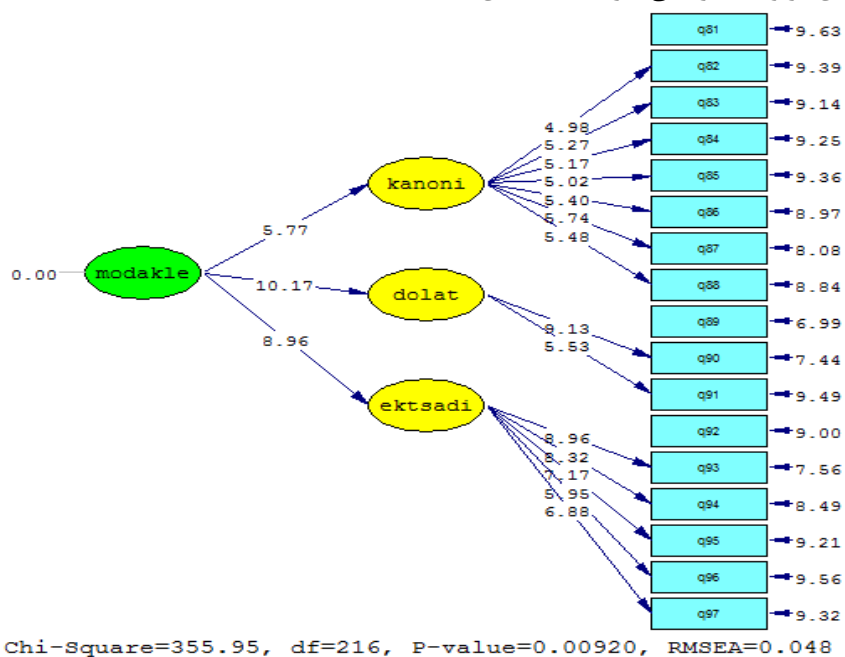 q81 9.63
q82 9.39
4.98 q83 9.14
5.27
5.17 q84 9.25
5.02 q85 9.36
kanoni
5.40 q86 8.97
5.74
5.77 5.48 q87 8.08
0.00 modakle q88 8.84
10.17 dolat
q89 6.99
9.13
8.96 5.53 q90 7.44
q91 9.49
ektsadi
q92 9.00
8.96
8.32 q93 7.56
7.17
5.95 q94 8.49
6.88
q95 9.21
q96 9.56
q97 9.32
Chi-Square=355.95, df=216, P-value=0.00920, RMSEA=0.048